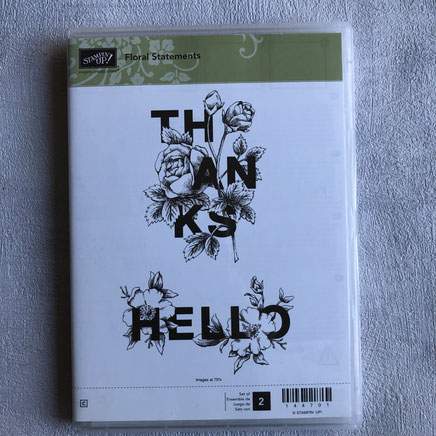 STAMPIN' UP!
Floral Statements
TH
AN
KS
HELLO
Images at 75%
Set of
Ensemble de
Juego de
Satz von
2
144701
© STAMPIN' UP!